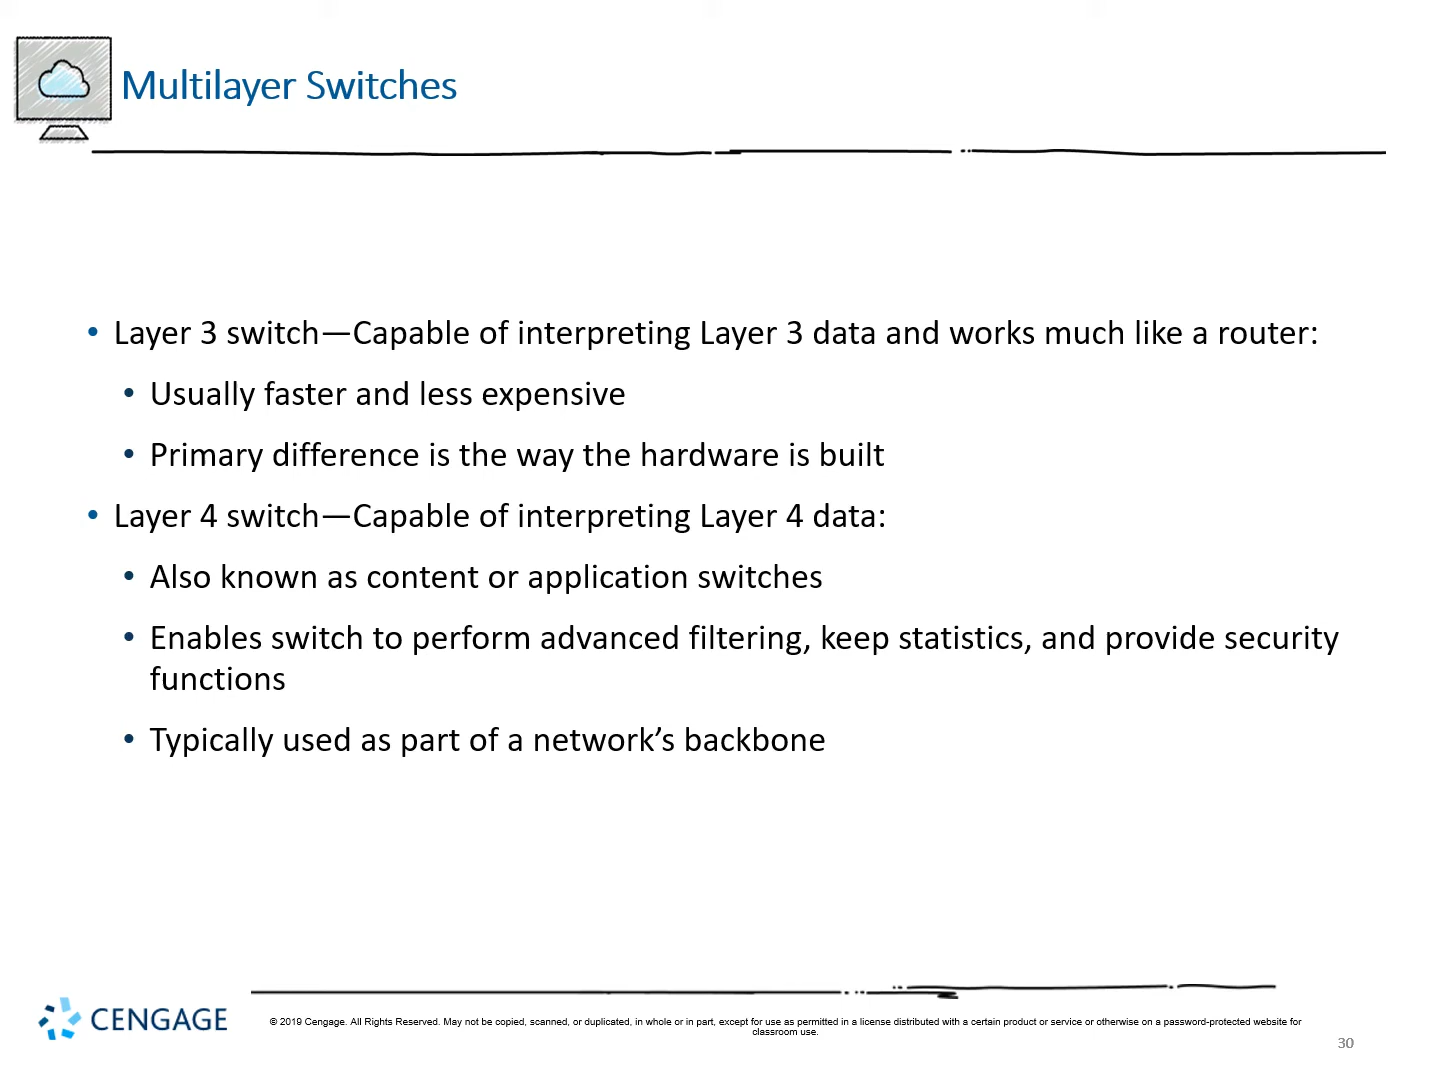 Multilayer Switches
• Layer 3 switch—Capable of interpreting Layer 3 data and works much like a router:
• Usually faster and less expensive
• Primary difference is the way the hardware is built
• Layer 4 switch—Capable of interpreting Layer 4 data:
• Also known as content or application switches
• Enables switch to perform advanced filtering, keep statistics, and provide security
functions
• Typically used as part of a network’s backbone
CENGAGE
© 2019 Cengage. All Rights Reserved. May not be copied, scanned, or duplicated, in whole or in part, except for use as permitted in a license distributed with a certain product or service or otherwise on a password-protected website for
classroom use.
30